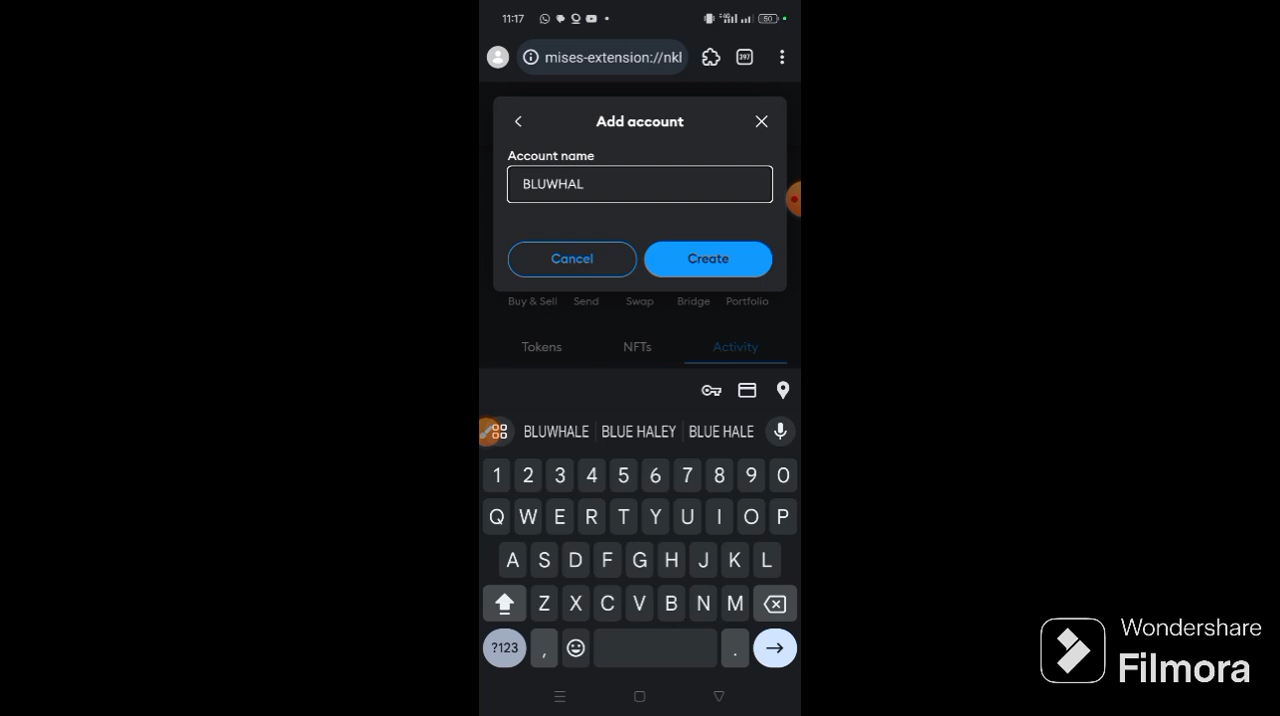 11:17
50
mises-extension://nkl
397
Add account
Account name
BLUWHAL
Cancel
Create
Buy & Sell Send Swap Bridge Portfolio
Tokens NFTs Activity
BLUWHALE BLUE HALEY BLUE HALE
1 2 3 4 5 6 7 8 9 0
Q W E R T Y U I O P
A S D F G H J K L
Z X C V B N M
?123 , .
Wondershare
Filmora